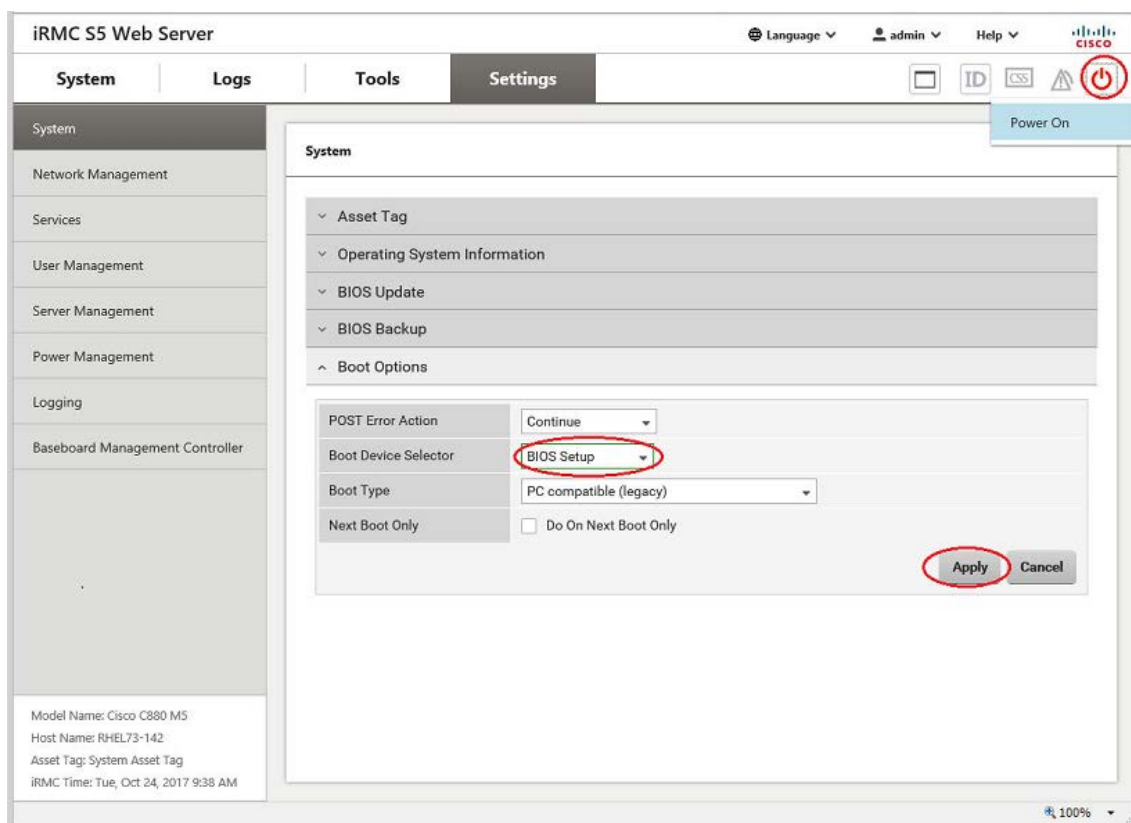 iRMC S5 Web Server
Language
admin
Help
CISCO
System
Logs
Tools
Settings
ID
CSS
Power On
System
Network Management
Services
User Management
Server Management
Power Management
Logging
Baseboard Management Controller
System
Asset Tag
Operating System Information
BIOS Update
BIOS Backup
Boot Options
POST Error Action Continue
Boot Device Selector BIOS Setup
Boot Type PC compatible (legacy)
Next Boot Only Do On Next Boot Only
Apply Cancel
Model Name: Cisco C880 M5
Host Name: RHEL73-142
Asset Tag: System Asset Tag
iRMC Time: Tue, Oct 24, 2017 9:38 AM
100%